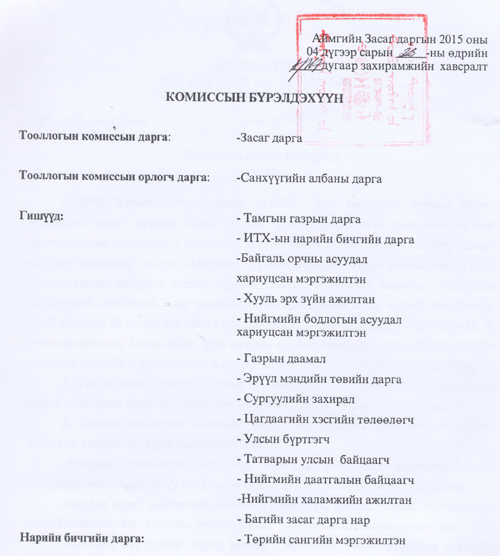 Аймгийн Засаг даргын 2015 оны
04 дүгээр сарын 23 -ны өдрийн
дугаар захирамжийн хавсралт
КОМИССЫН БҮРЭЛДЭХҮҮН
Тооллогын комиссын дарга: -Засаг дарга
Тооллогын комиссын орлогч дарга: -Санхүүгийн албаны дарга
Гишүүд: - Тамгын газрын дарга
- ИТХ-ын нарийн бичгийн дарга
-Байгаль орчны асуудал
хариуцсан мэргэжилтэн
- Хууль эрх зүйн ажилтан
- Нийгмийн бодлогын асуудал
хариуцсан мэргэжилтэн
- Газрын даамал
- Эрүүл мэндийн төвийн дарга
- Сургуулийн захирал
- Цагдаагийн хэсгийн төлөөлөгч
- Улсын бүртгэгч
- Татварын улсын байцаагч
- Нийгмийн даатгалын байцаагч
-Нийгмийн халамжийн ажилтан
- Багийн засаг дарга нар
Нарийн бичгийн дарга: - Төрийн сангийн мэргэжилтэн